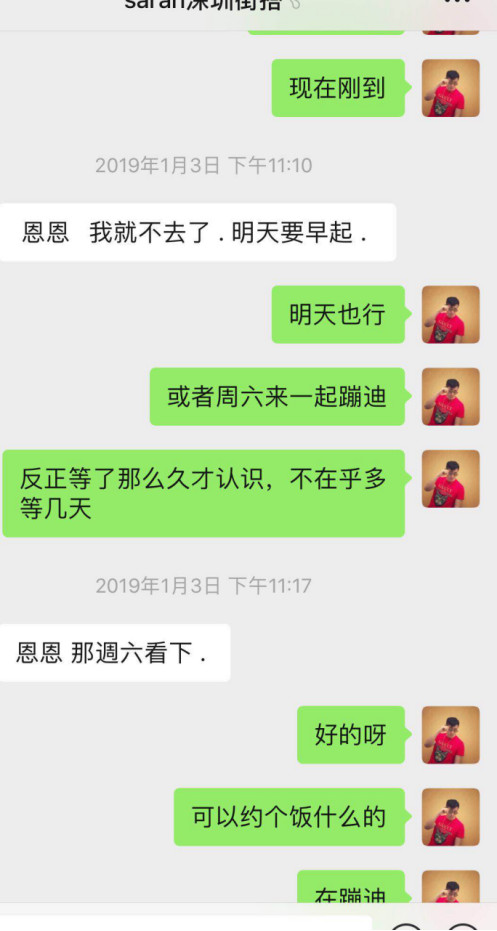 sarah深圳街搭
现在刚到
2019年1月3日 下午11:10
恩恩 我就不去了 . 明天要早起 .
明天也行
或者周六来一起蹦迪
反正等了那么久才认识，不在乎多
等几天
2019年1月3日 下午11:17
恩恩 那週六看下 .
好的呀
可以约个饭什么的
在蹦迪